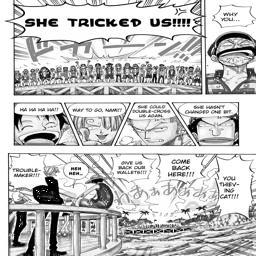 SHE TRICKED US!!!!
WHY
YOU...
HA HA HA HA!!
WAY TO GO, NAMI!!
SHE COULD
DOUBLE-CROSS
US AGAIN.
SHE HASN'T
CHANGED ONE BIT.
TROUBLE-
MAKER!!
HEH
HEH...
GIVE US
BACK OUR
WALLETS!!!
COME
BACK
HERE!!!
YOU
THIEV-
ING
CAT!!!